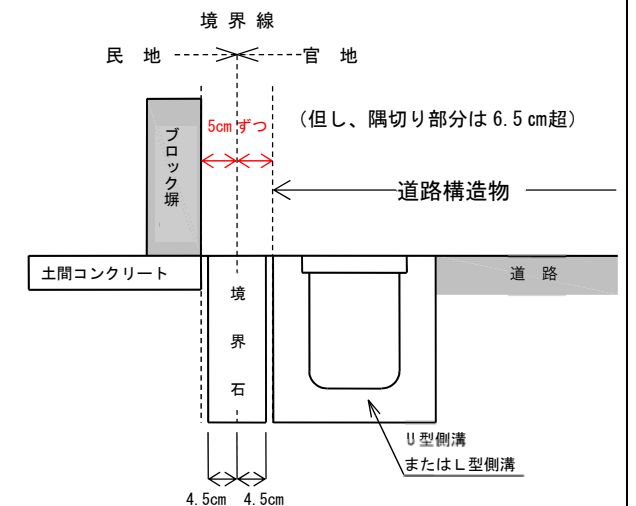 境界線
民地
官地
5cmずつ
（但し、隅切り部分は 6.5㎝超）
ブロック塀
道路構造物
土間コンクリート
道路
境界石
U型側溝
またはL型側溝
4.5cm 4.5cm